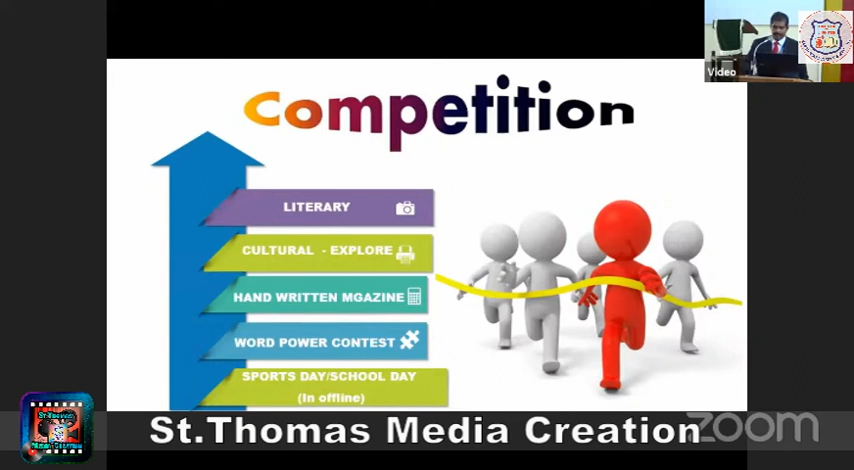 Video
Competition
LITERARY
CULTURAL - EXPLORE
HAND WRITTEN MGAZINE
WORD POWER CONTEST
SPORTS DAY/SCHOOL DAY
(In offline)
St.Thomas Media Creation
zoom